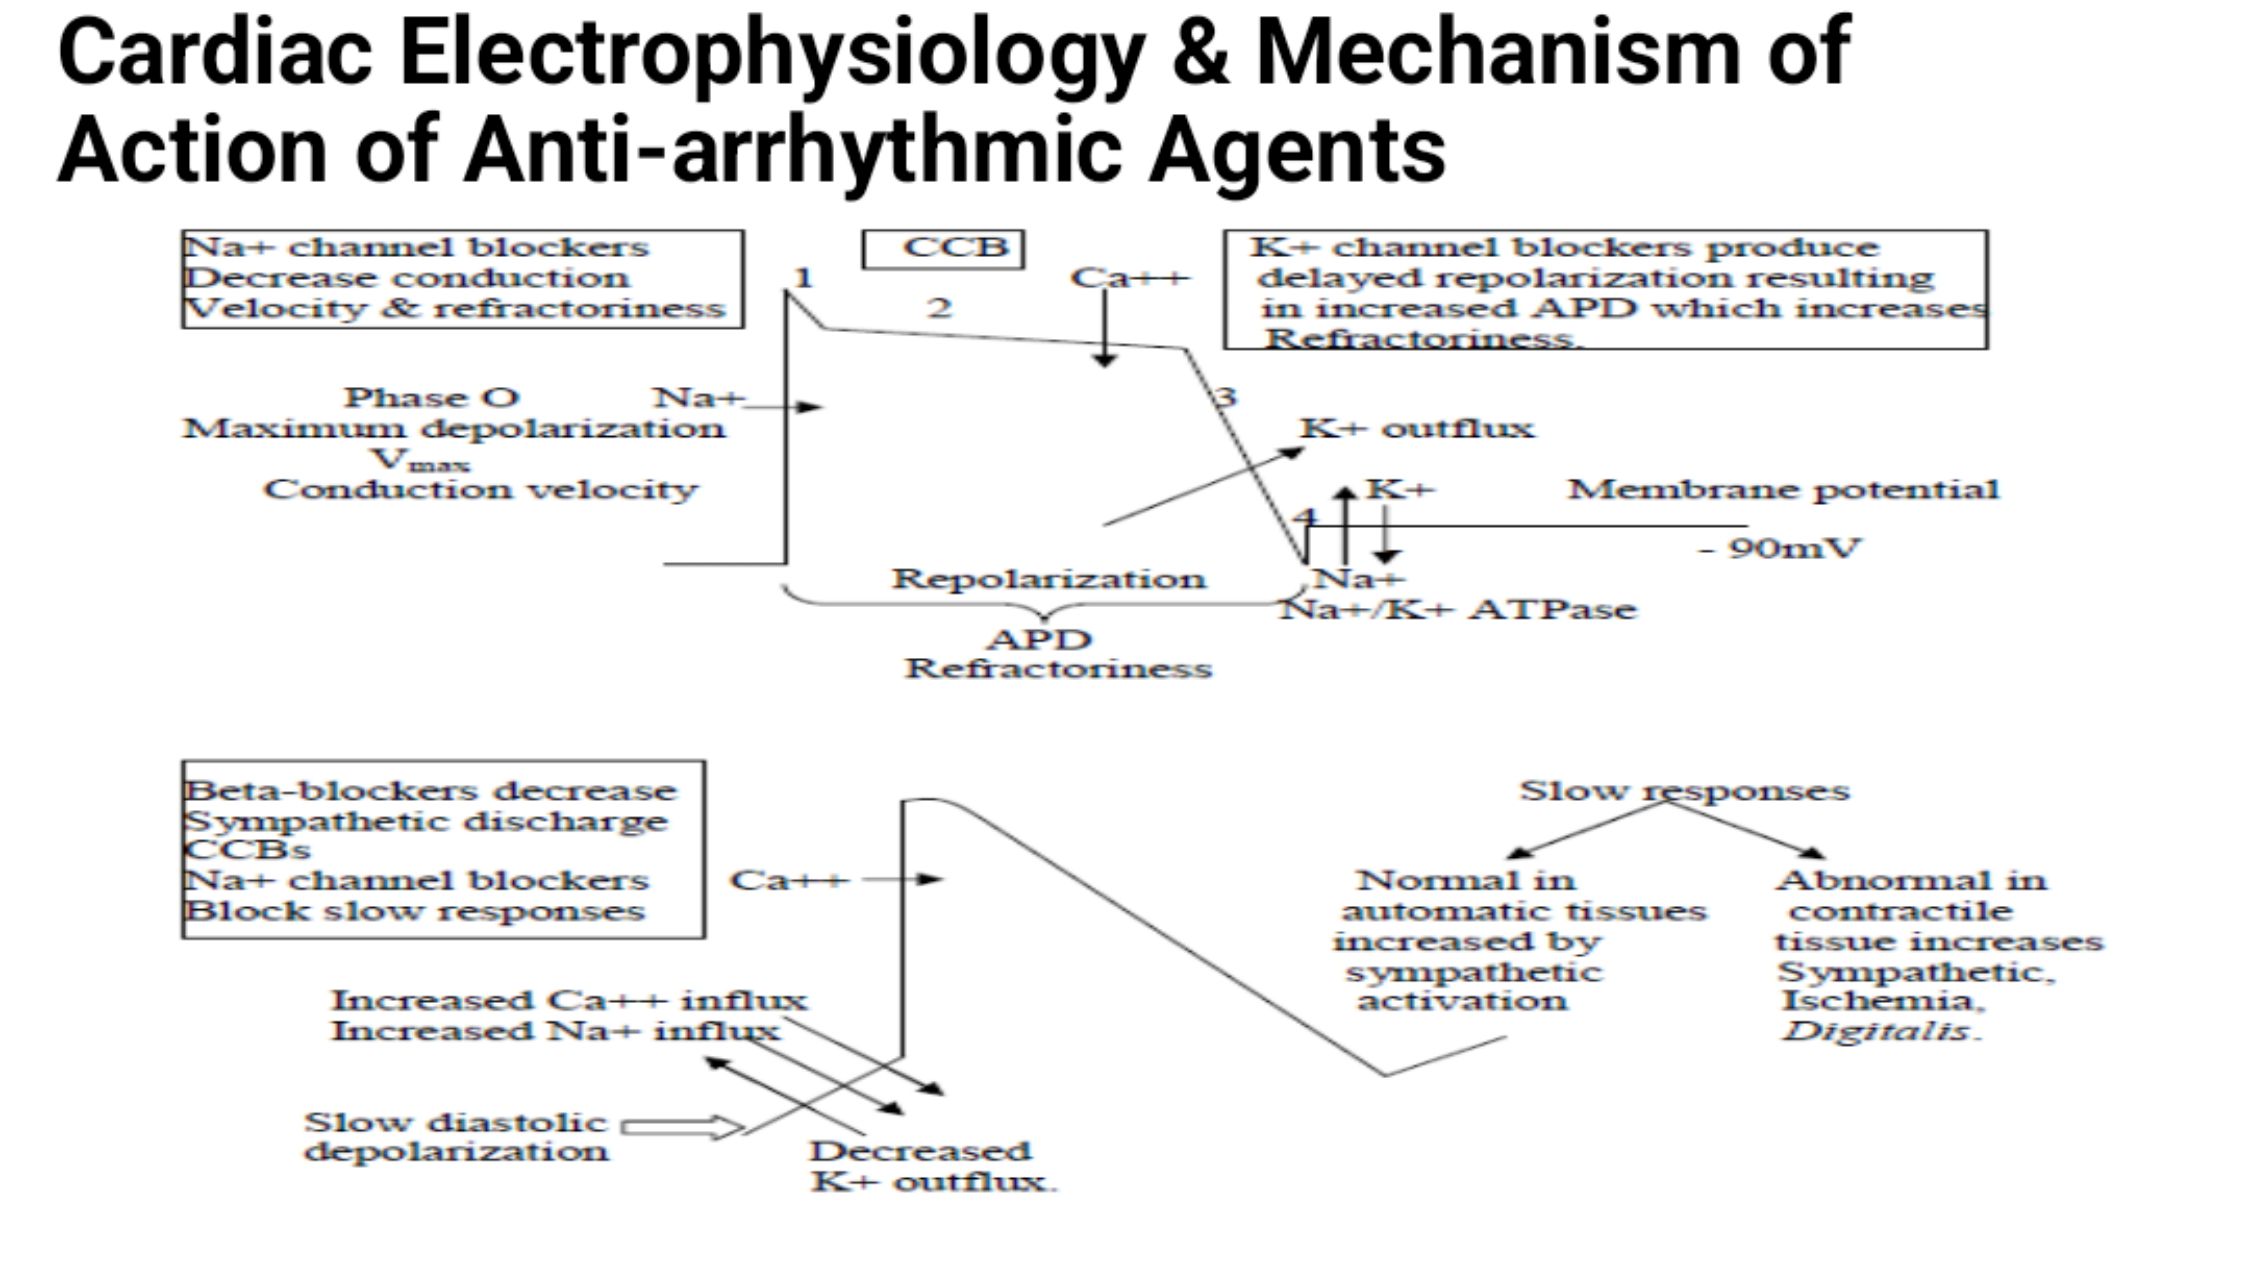 Cardiac Electrophysiology & Mechanism of
Action of Anti-arrhythmic Agents
Na+ channel blockers
Decrease conduction
Velocity & refractoriness
CCB
1
2
Ca++
K+ channel blockers produce
delayed repolarization resulting
in increased APD which increases
Refractoriness.
Phase O
Na+
Maximum depolarization
Vmax
Conduction velocity
3
K+ outflux
4
K+
Membrane potential
- 90mV
Repolarization
Na+
Na+/K+ ATPase
APD
Refractoriness
Beta-blockers decrease
Sympathetic discharge
CCBs
Na+ channel blockers
Block slow responses
Ca++
Slow responses
Normal in
automatic tissues
increased by
sympathetic
activation
Abnormal in
contractile
tissue increases
Sympathetic,
Ischemia,
Digitalis.
Increased Ca++ influx
Increased Na+ influx
Slow diastolic
depolarization
Decreased
K+ outflux.